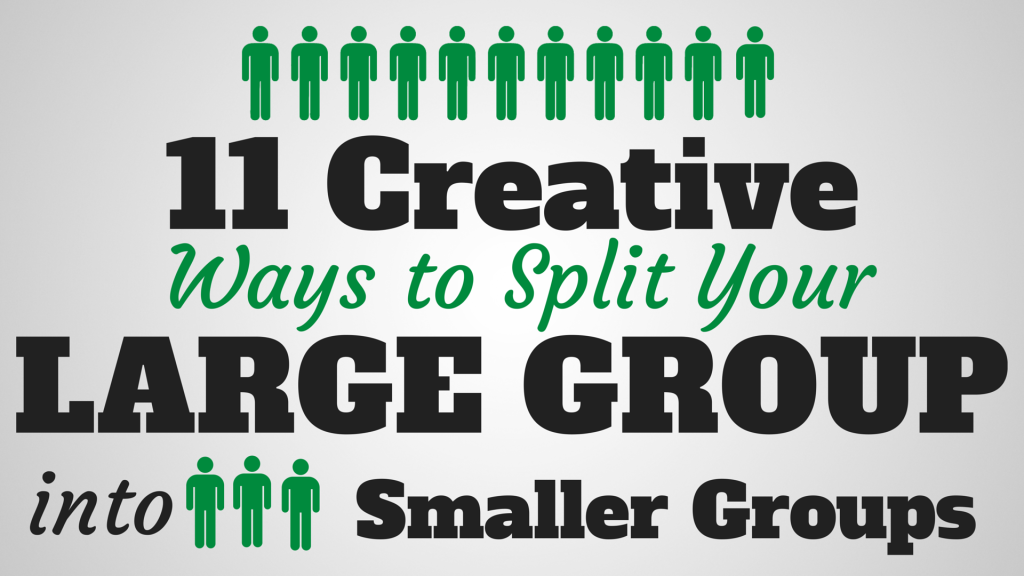 11 Creative
Ways to Split Your
LARGE GROUP
into Smaller Groups